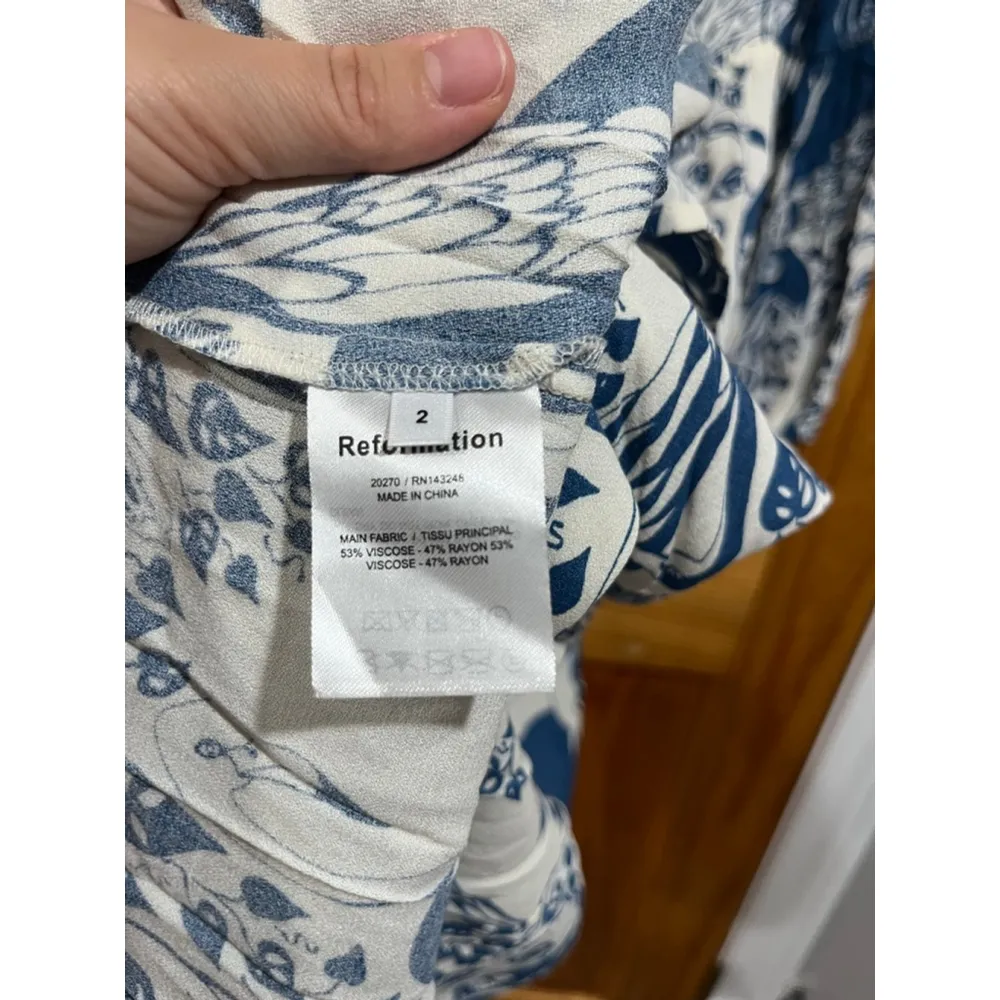 2
Reformation
20270 / RN143248
MADE IN CHINA
MAIN FABRIC / TISSU PRINCIPAL
53% VISCOSE - 47% RAYON 53%
VISCOSE - 47% RAYON
S